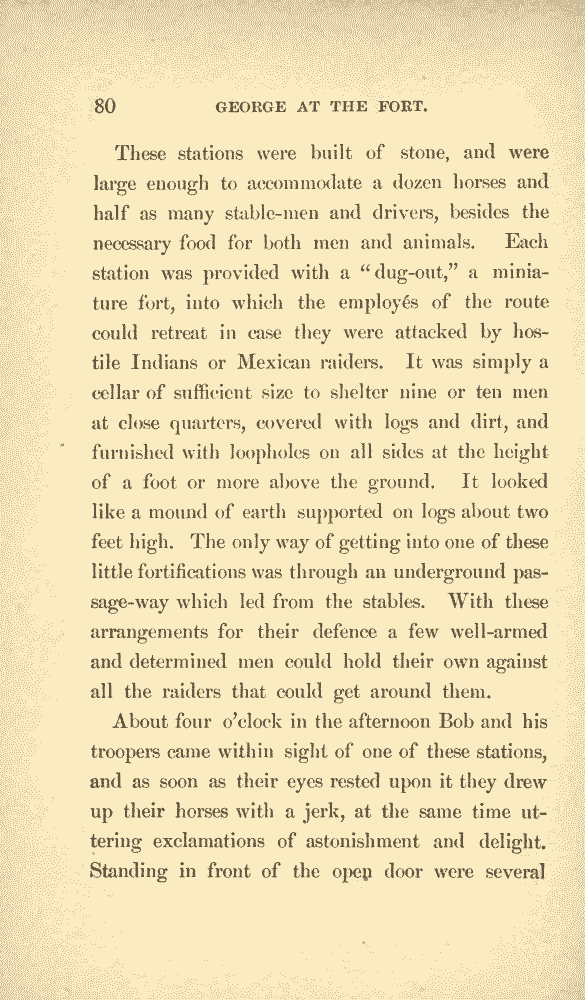 80 GEORGE AT THE FORT.
These stations were built of stone, and were
large enough to accommodate a dozen horses and
half as many stable-men and drivers, besides the
necessary food for both men and animals. Each
station was provided with a “dug-out,” a minia-
ture fort, into which the employés of the route
could retreat in case they were attacked by hos-
tile Indians or Mexican raiders. It was simply a
cellar of sufficient size to shelter nine or ten men
at close quarters, covered with logs and dirt, and
furnished with loopholes on all sides at the height
of a foot or more above the ground. It looked
like a mound of earth supported on logs about two
feet high. The only way of getting into one of these
little fortifications was through an underground pas-
sage-way which led from the stables. With these
arrangements for their defence a few well-armed
and determined men could hold their own against
all the raiders that could get around them.
About four o’clock in the afternoon Bob and his
troopers came within sight of one of these stations,
and as soon as their eyes rested upon it they drew
up their horses with a jerk, at the same time ut-
tering exclamations of astonishment and delight.
Standing in front of the open door were several